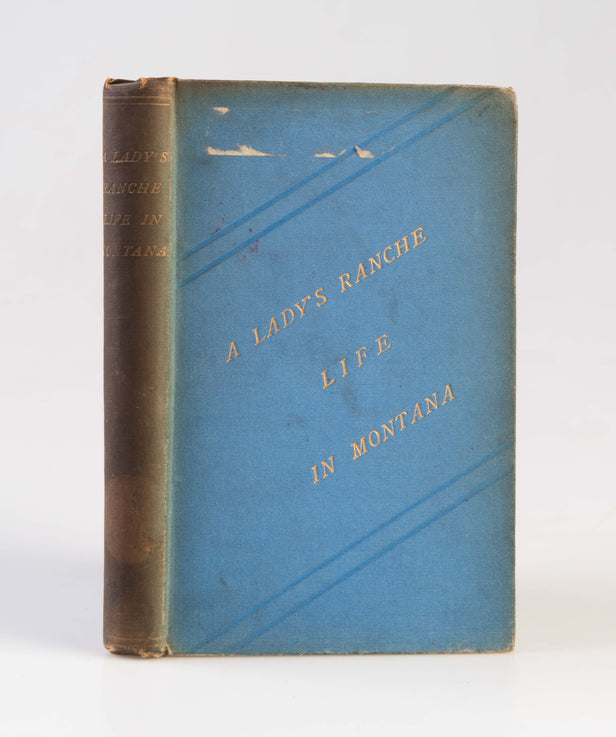 A LADY'S
RANCHE
LIFE IN
MONTANA
A LADY'S RANCHE
LIFE
IN MONTANA